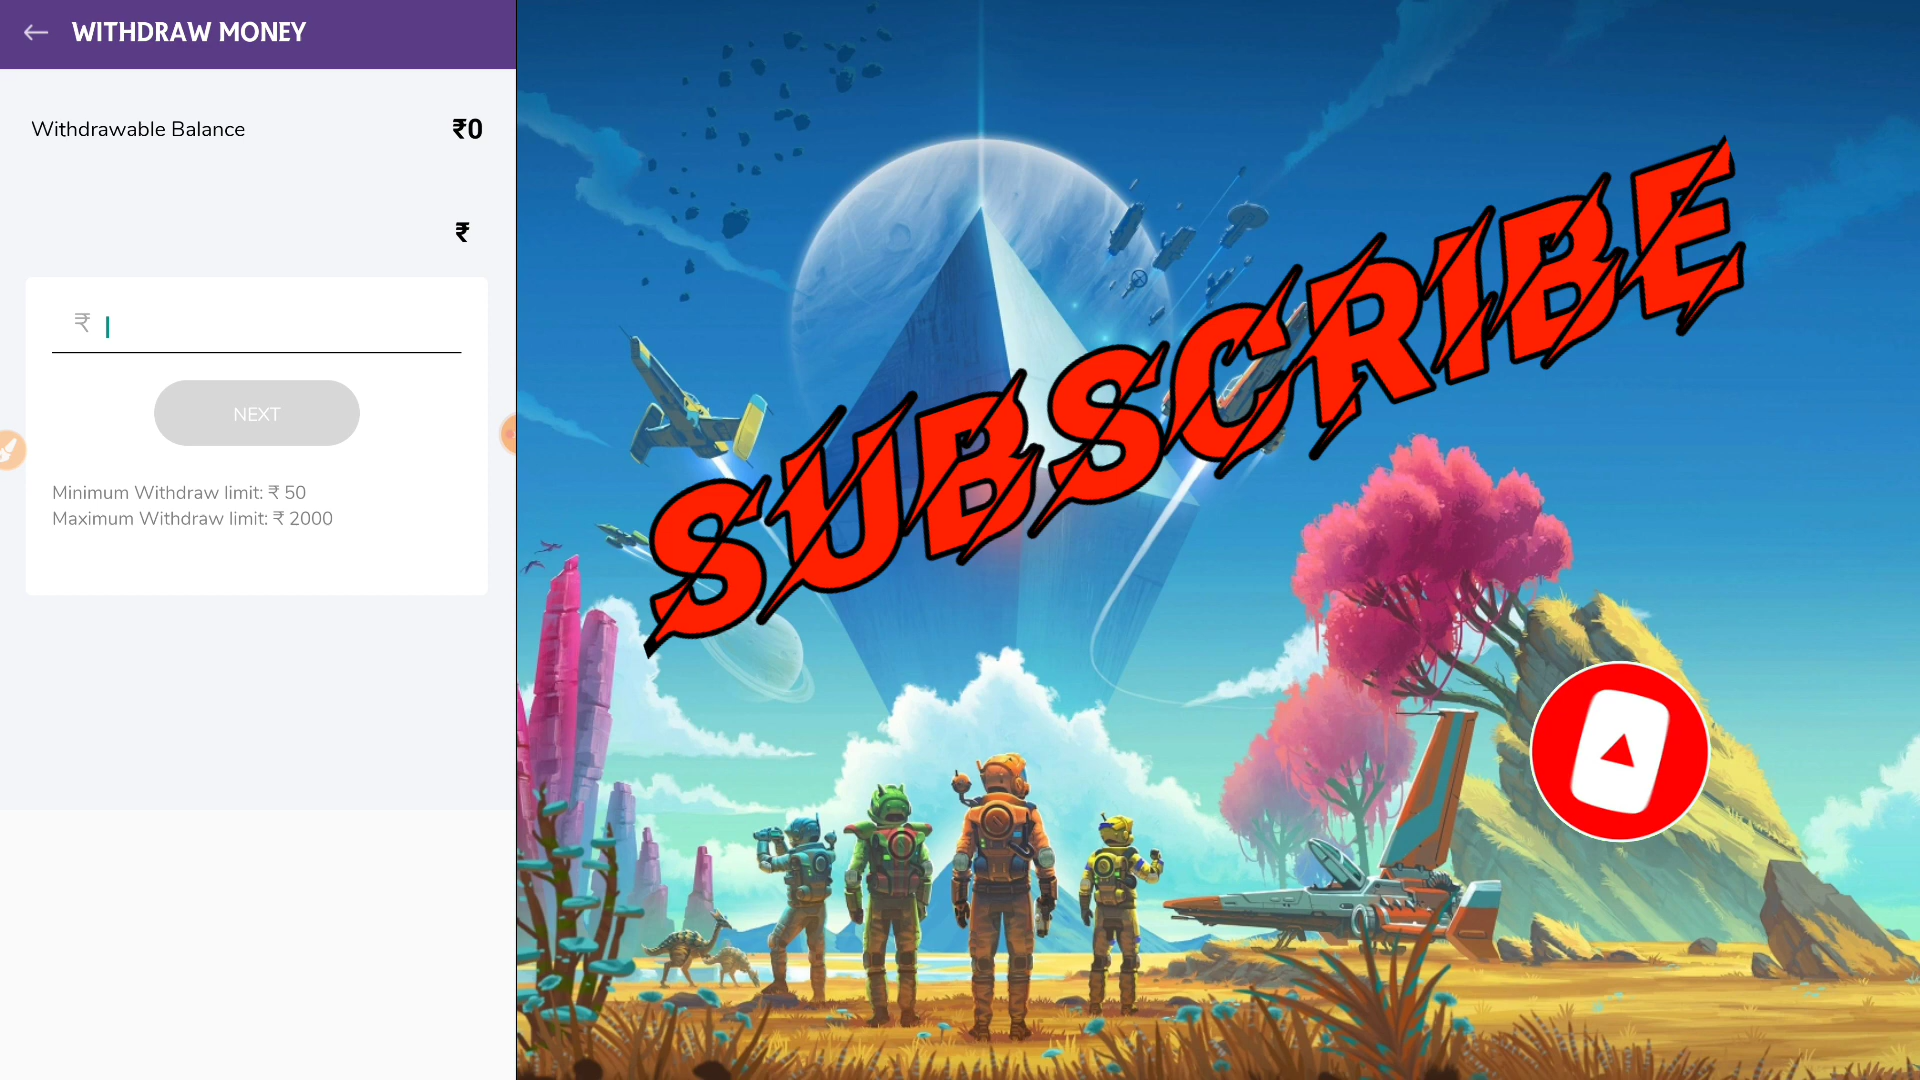 WITHDRAW MONEY
Withdrawable Balance ₹0
₹
₹
NEXT
Minimum Withdraw limit: ₹ 50
Maximum Withdraw limit: ₹ 2000
SUBSCRIBE